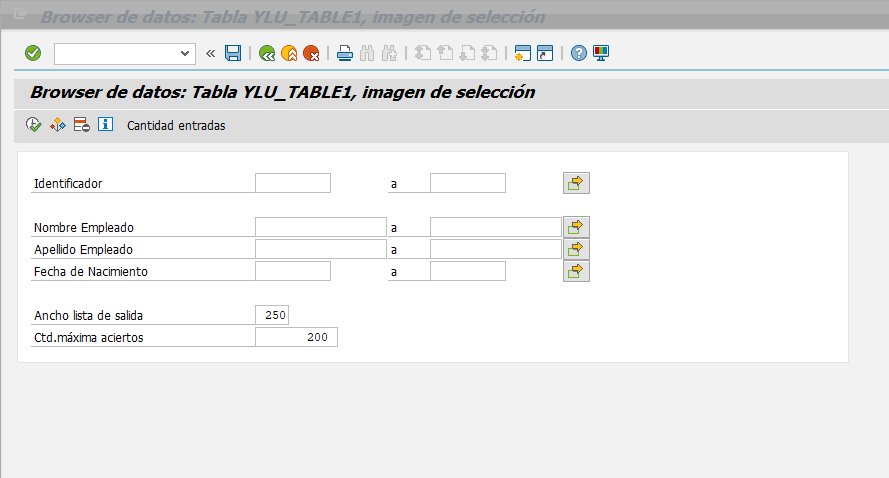 Browser de datos: Tabla YLU_TABLE1, imagen de selección
Browser de datos: Tabla YLU_TABLE1, imagen de selección
Cantidad entradas
Identificador a
Nombre Empleado a
Apellido Empleado a
Fecha de Nacimiento a
Ancho lista de salida 250
Ctd.máxima aciertos 200